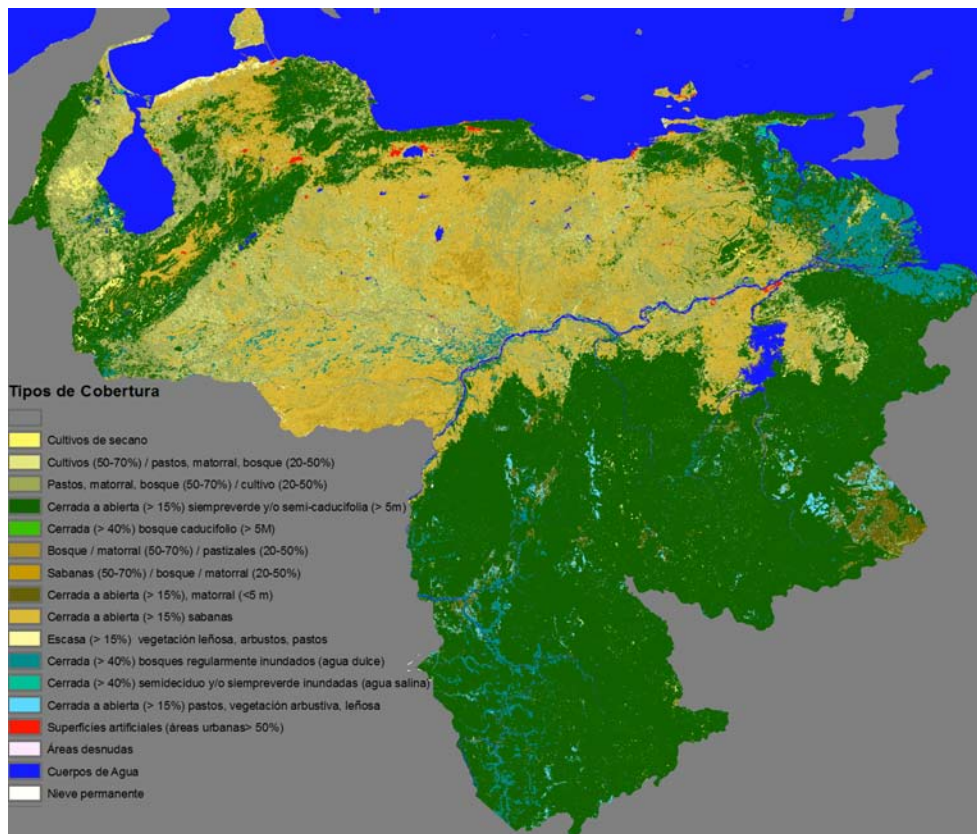 Tipos de Cobertura
Cultivos de secano
Cultivos (50-70%) / pastos, matorral, bosque (20-50%)
Pastos, matorral, bosque (50-70%) / cultivo (20-50%)
Cerrada a abierta (> 15%) siempreverde y/o semi-caducifolia (> 5m)
Cerrada (> 40%) bosque caducifolio (> 5M)
Bosque / matorral (50-70%) / pastizales (20-50%)
Sabanas (50-70%) / bosque / matorral (20-50%)
Cerrada a abierta (> 15%), matorral (<5 m)
Cerrada a abierta (> 15%) sabanas
Escasa (> 15%) vegetación leñosa, arbustos, pastos
Cerrada (> 40%) bosques regularmente inundados (agua dulce)
Cerrada (> 40%) semideciduo y/o siempreverde inundadas (agua salina)
Cerrada a abierta (> 15%) pastos, vegetación arbustiva, leñosa
Superficies artificiales (áreas urbanas> 50%)
Áreas desnudas
Cuerpos de Agua
Nieve permanente